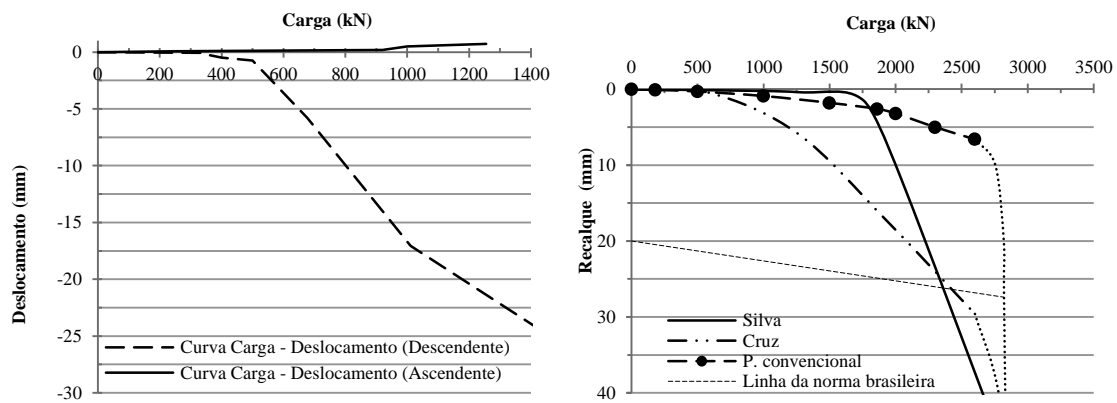 Carga (kN)
0 200 400 600 800 1000 1200 1400
0
-5
-10
-15
-20
-25
-30
Deslocamento (mm)
Curva Carga - Deslocamento (Descendente)
Curva Carga - Deslocamento (Ascendente)
Carga (kN)
0 500 1000 1500 2000 2500 3000 3500
0
10
20
30
40
Recalque (mm)
Silva
Cruz
P. convencional
Linha da norma brasileira